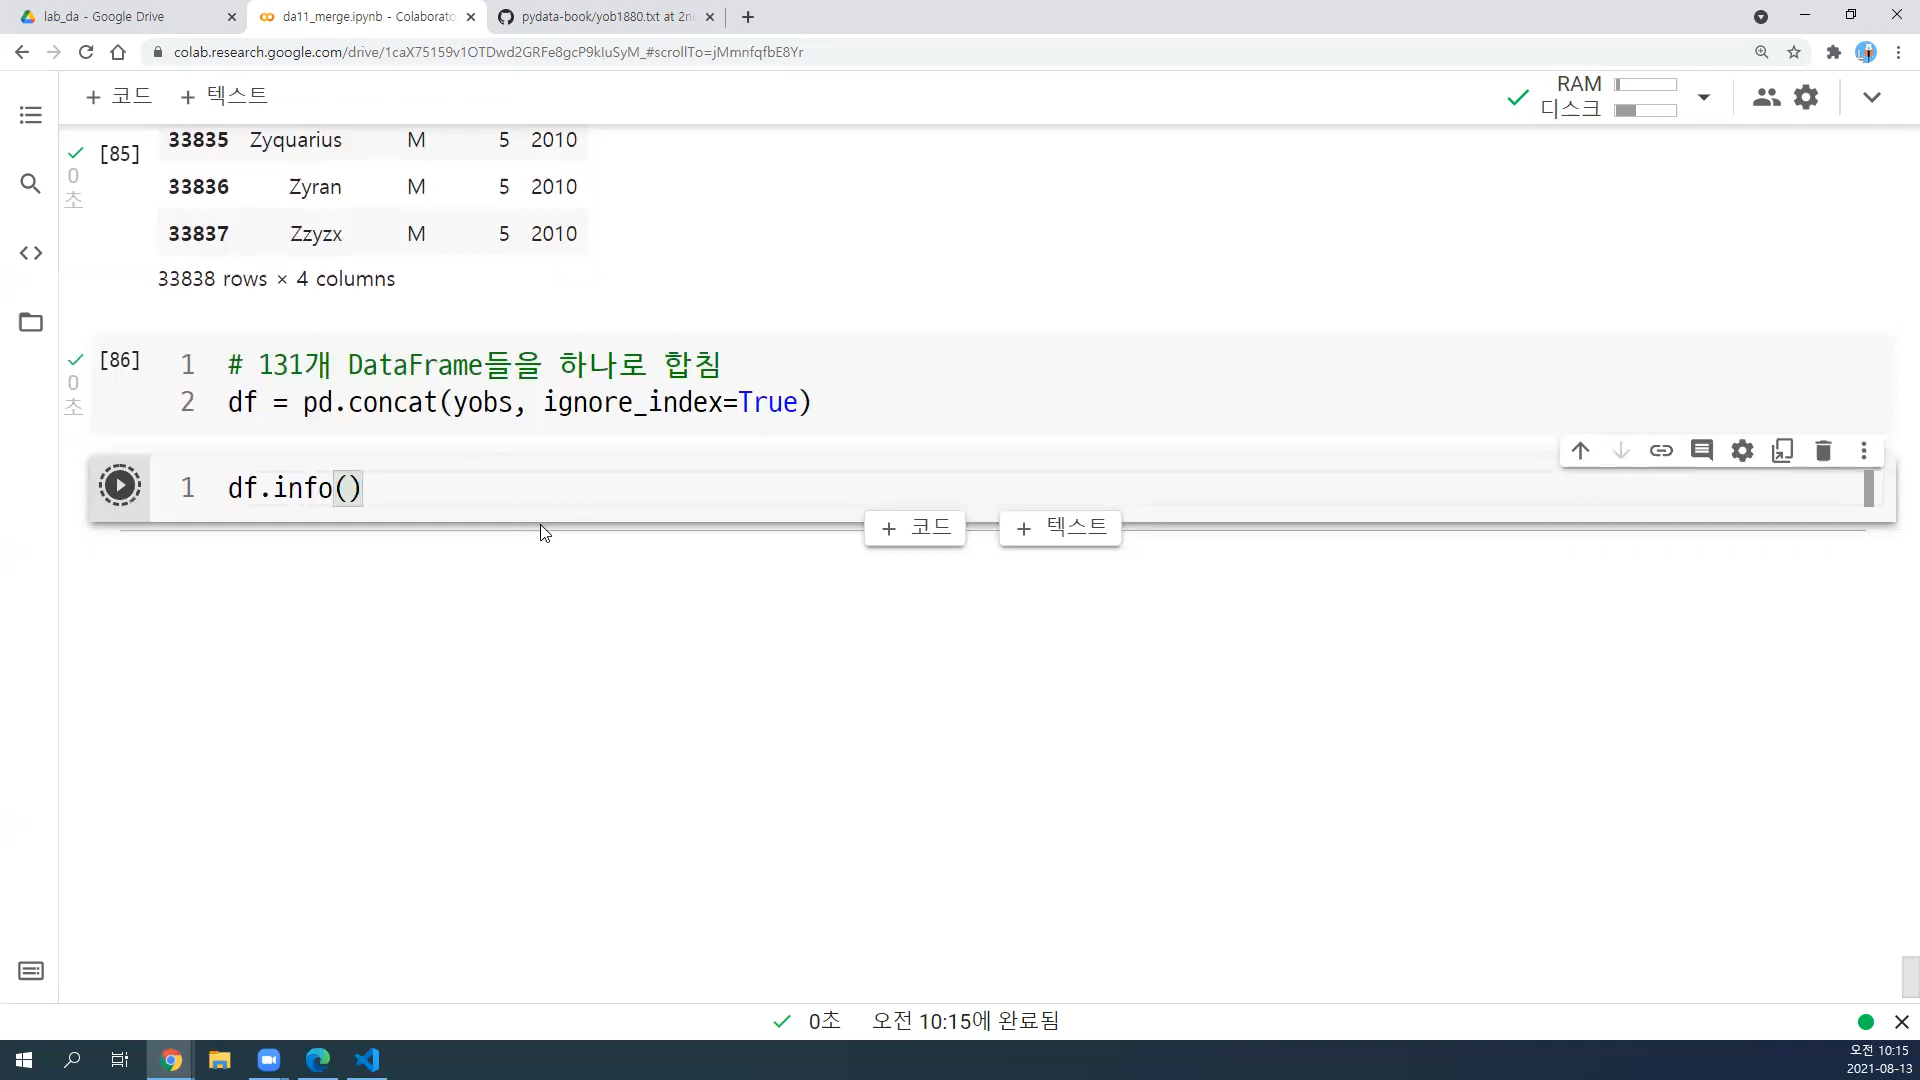 lab_da - Google Drive
da11_merge.ipynb - Colaborato
pydata-book/yob1880.txt at 2n
colab.research.google.com/drive/1caX75159v1OTDwd2GRFe8gcP9kIuSyM_#scrollTo=jMmnfqfbE8Yr
+ 코드 + 텍스트
RAM
디스크
[85]
0
초
33835 Zyquarius M 5 2010
33836 Zyran M 5 2010
33837 Zzyzx M 5 2010
33838 rows × 4 columns
[86]
0
초
1 # 131개 DataFrame들을 하나로 합침
2 df = pd.concat(yobs, ignore_index=True)
1 df.info()
+ 코드 + 텍스트
0초 오전 10:15에 완료됨
오전 10:15
2021-08-13